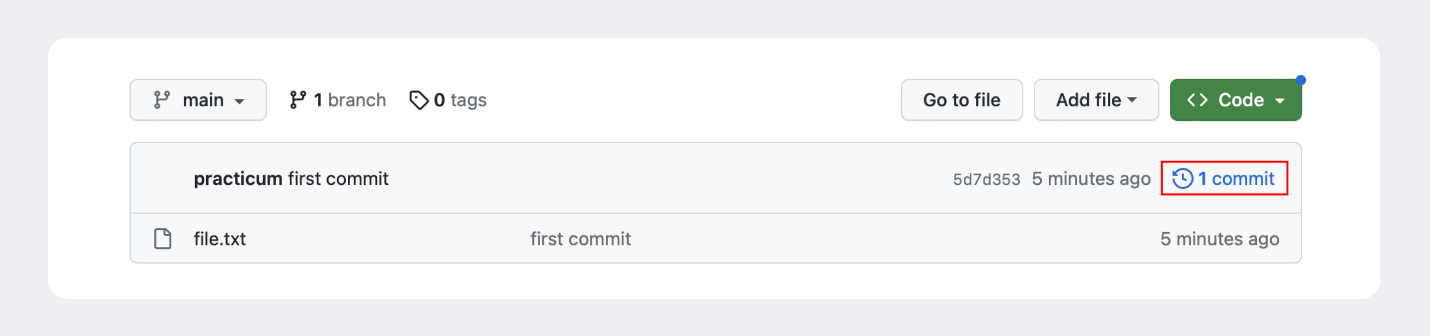 main 1 branch 0 tags Go to file Add file <> Code
practicum first commit 5d7d353 5 minutes ago 1 commit
file.txt first commit 5 minutes ago